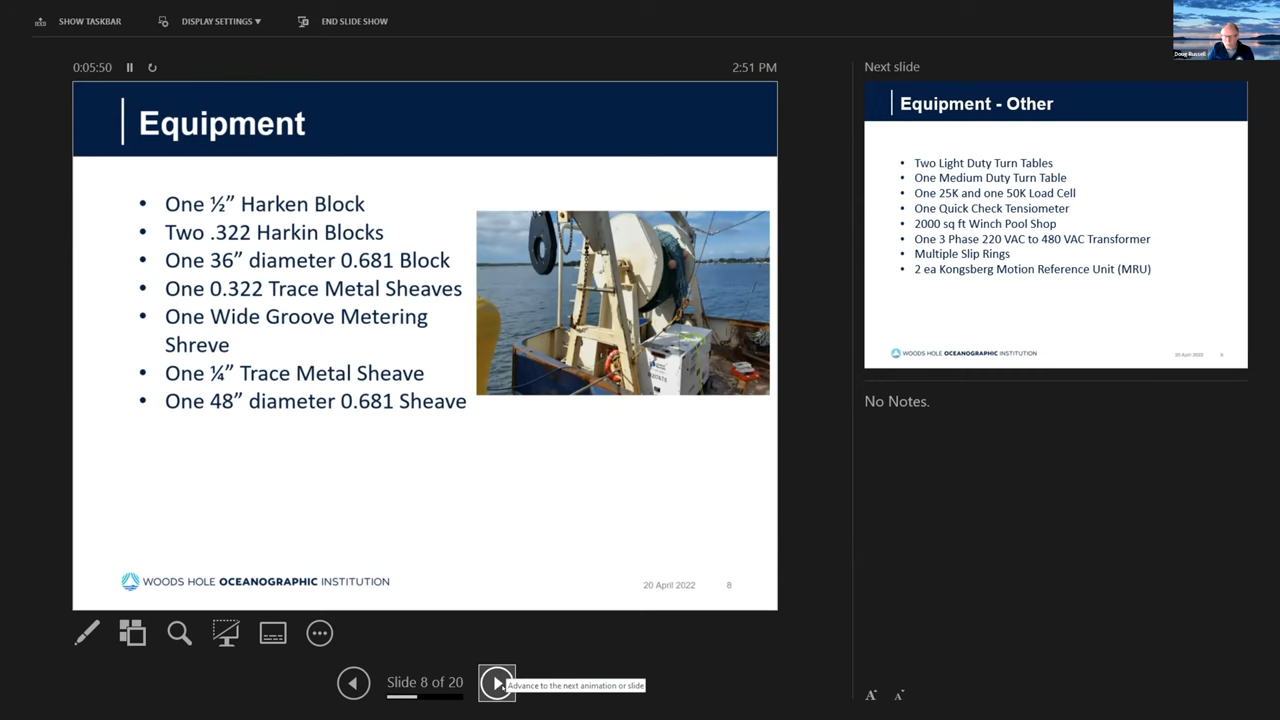 SHOW TASKBAR
DISPLAY SETTINGS ▼
END SLIDE SHOW
Doug Russell
0:05:50
2:51 PM
Equipment
• One ½” Harken Block
• Two .322 Harkin Blocks
• One 36” diameter 0.681 Block
• One 0.322 Trace Metal Sheaves
• One Wide Groove Metering
Shreve
• One ¼” Trace Metal Sheave
• One 48” diameter 0.681 Sheave
WOODS HOLE OCEANOGRAPHIC INSTITUTION
20 April 2022
8
Slide 8 of 20
Advance to the next animation or slide
Next slide
Equipment - Other
• Two Light Duty Turn Tables
• One Medium Duty Turn Table
• One 25K and one 50K Load Cell
• One Quick Check Tensiometer
• 2000 sq ft Winch Pool Shop
• One 3 Phase 220 VAC to 480 VAC Transformer
• Multiple Slip Rings
• 2 ea Kongsberg Motion Reference Unit (MRU)
WOODS HOLE OCEANOGRAPHIC INSTITUTION
20 April 2022
No Notes.
A
A